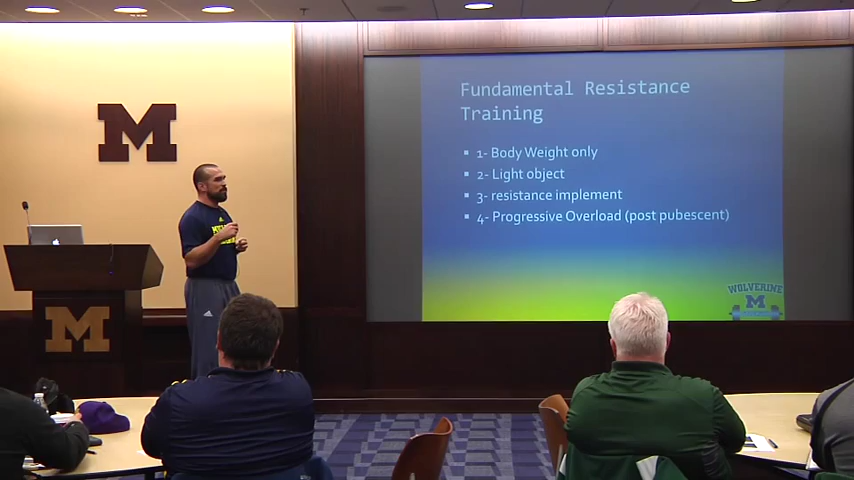 M
Fundamental Resistance
Training
1- Body Weight only
2- Light object
3- resistance implement
4- Progressive Overload (post pubescent)
WOLVERINE
M
M